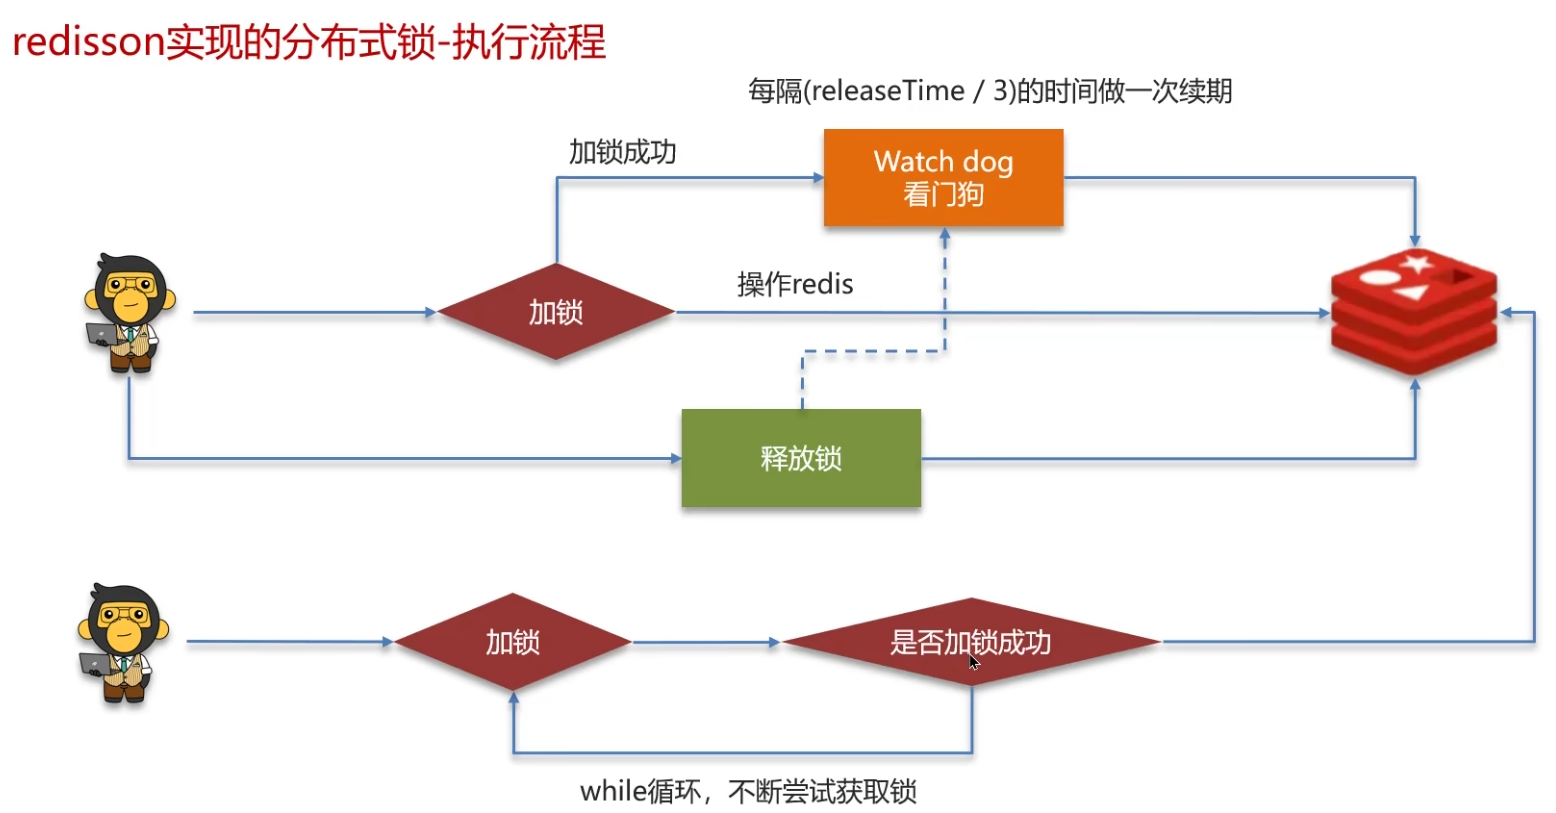 redisson实现的分布式锁-执行流程
每隔(releaseTime / 3)的时间做一次续期
加锁成功
Watch dog
看门狗
操作redis
加锁
释放锁
加锁
是否加锁成功
while循环，不断尝试获取锁